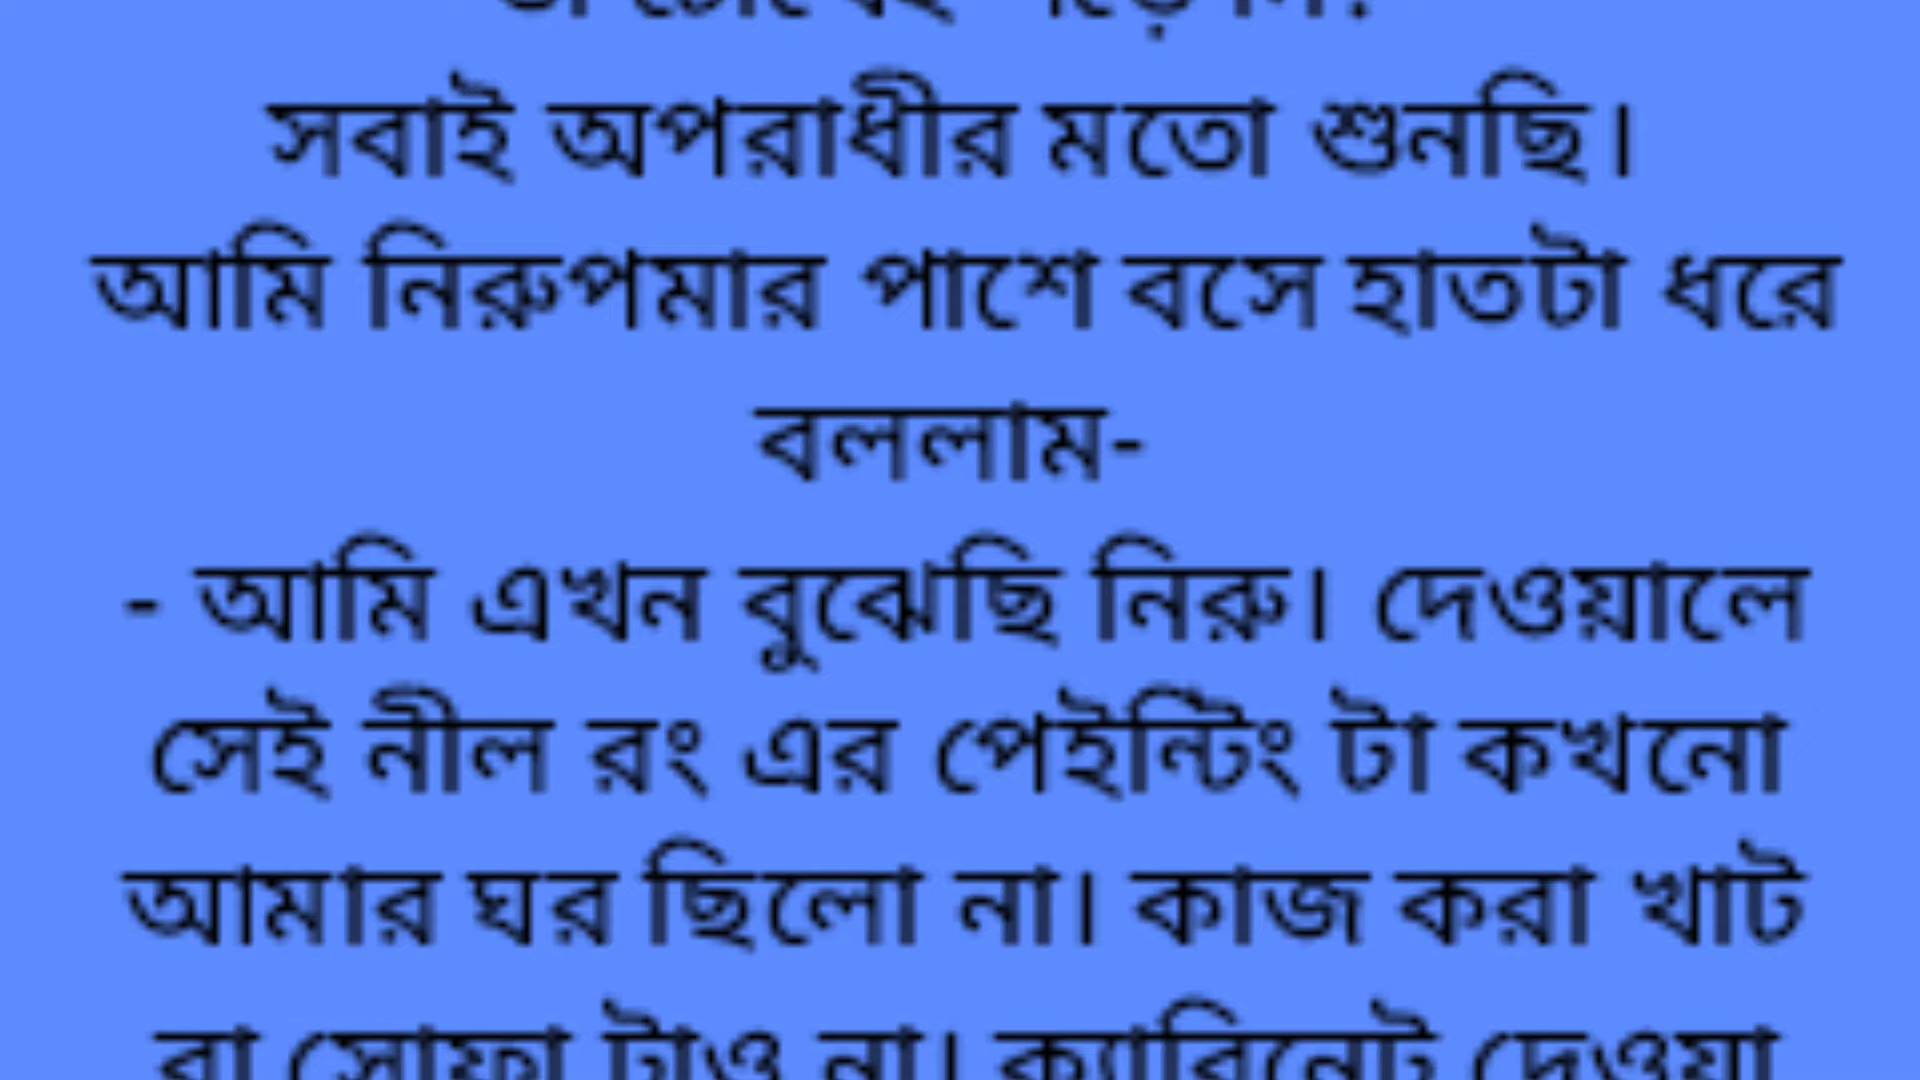 সবাই অপরাধীর মতো শুনছি।
আমি নিরুপমার পাশে বসে হাতটা ধরে
বললাম-
- আমি এখন বুঝেছি নিরু। দেওয়ালে
সেই নীল রং এর পেইন্টিং টা কখনো
আমার ঘর ছিলো না। কাজ করা খাট
বা সোফা টাও না। ক্যাবিনেট দেওয়া